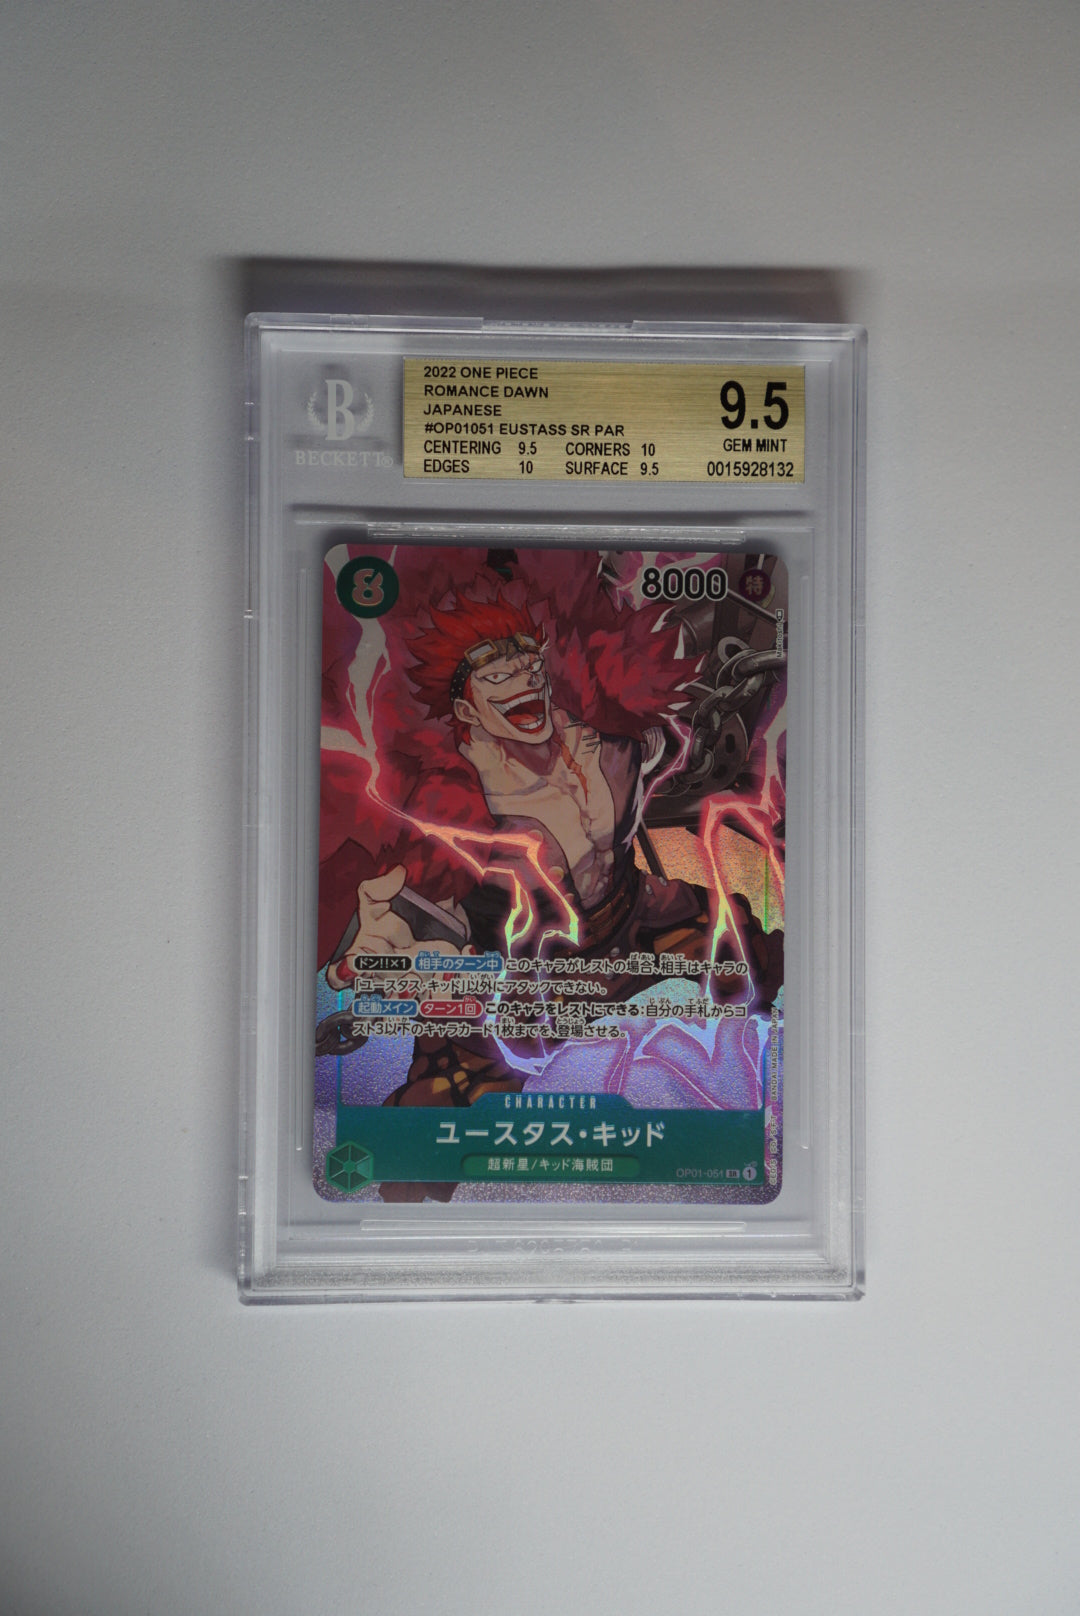 2022 ONE PIECE
ROMANCE DAWN
JAPANESE
#OP01051 EUSTASS SR PAR
CENTERING 9.5 CORNERS 10
EDGES 10 SURFACE 9.5
9.5
GEM MINT
0015928132
B
BECKETT®
8
8000 特
ドン!!×1 相手のターン中 このキャラがレストの場合、相手はキャラの
「ユースタス・キッド」以外にアタックできない。
起動メイン ターン1回 このキャラをレストにできる:自分の手札からコ
スト3以下のキャラカード1枚までを、登場させる。
CHARACTER
ユースタス・キッド
超新星/キッド海賊団
OP01-051 SR 1
BANDAI MADE IN JAPAN